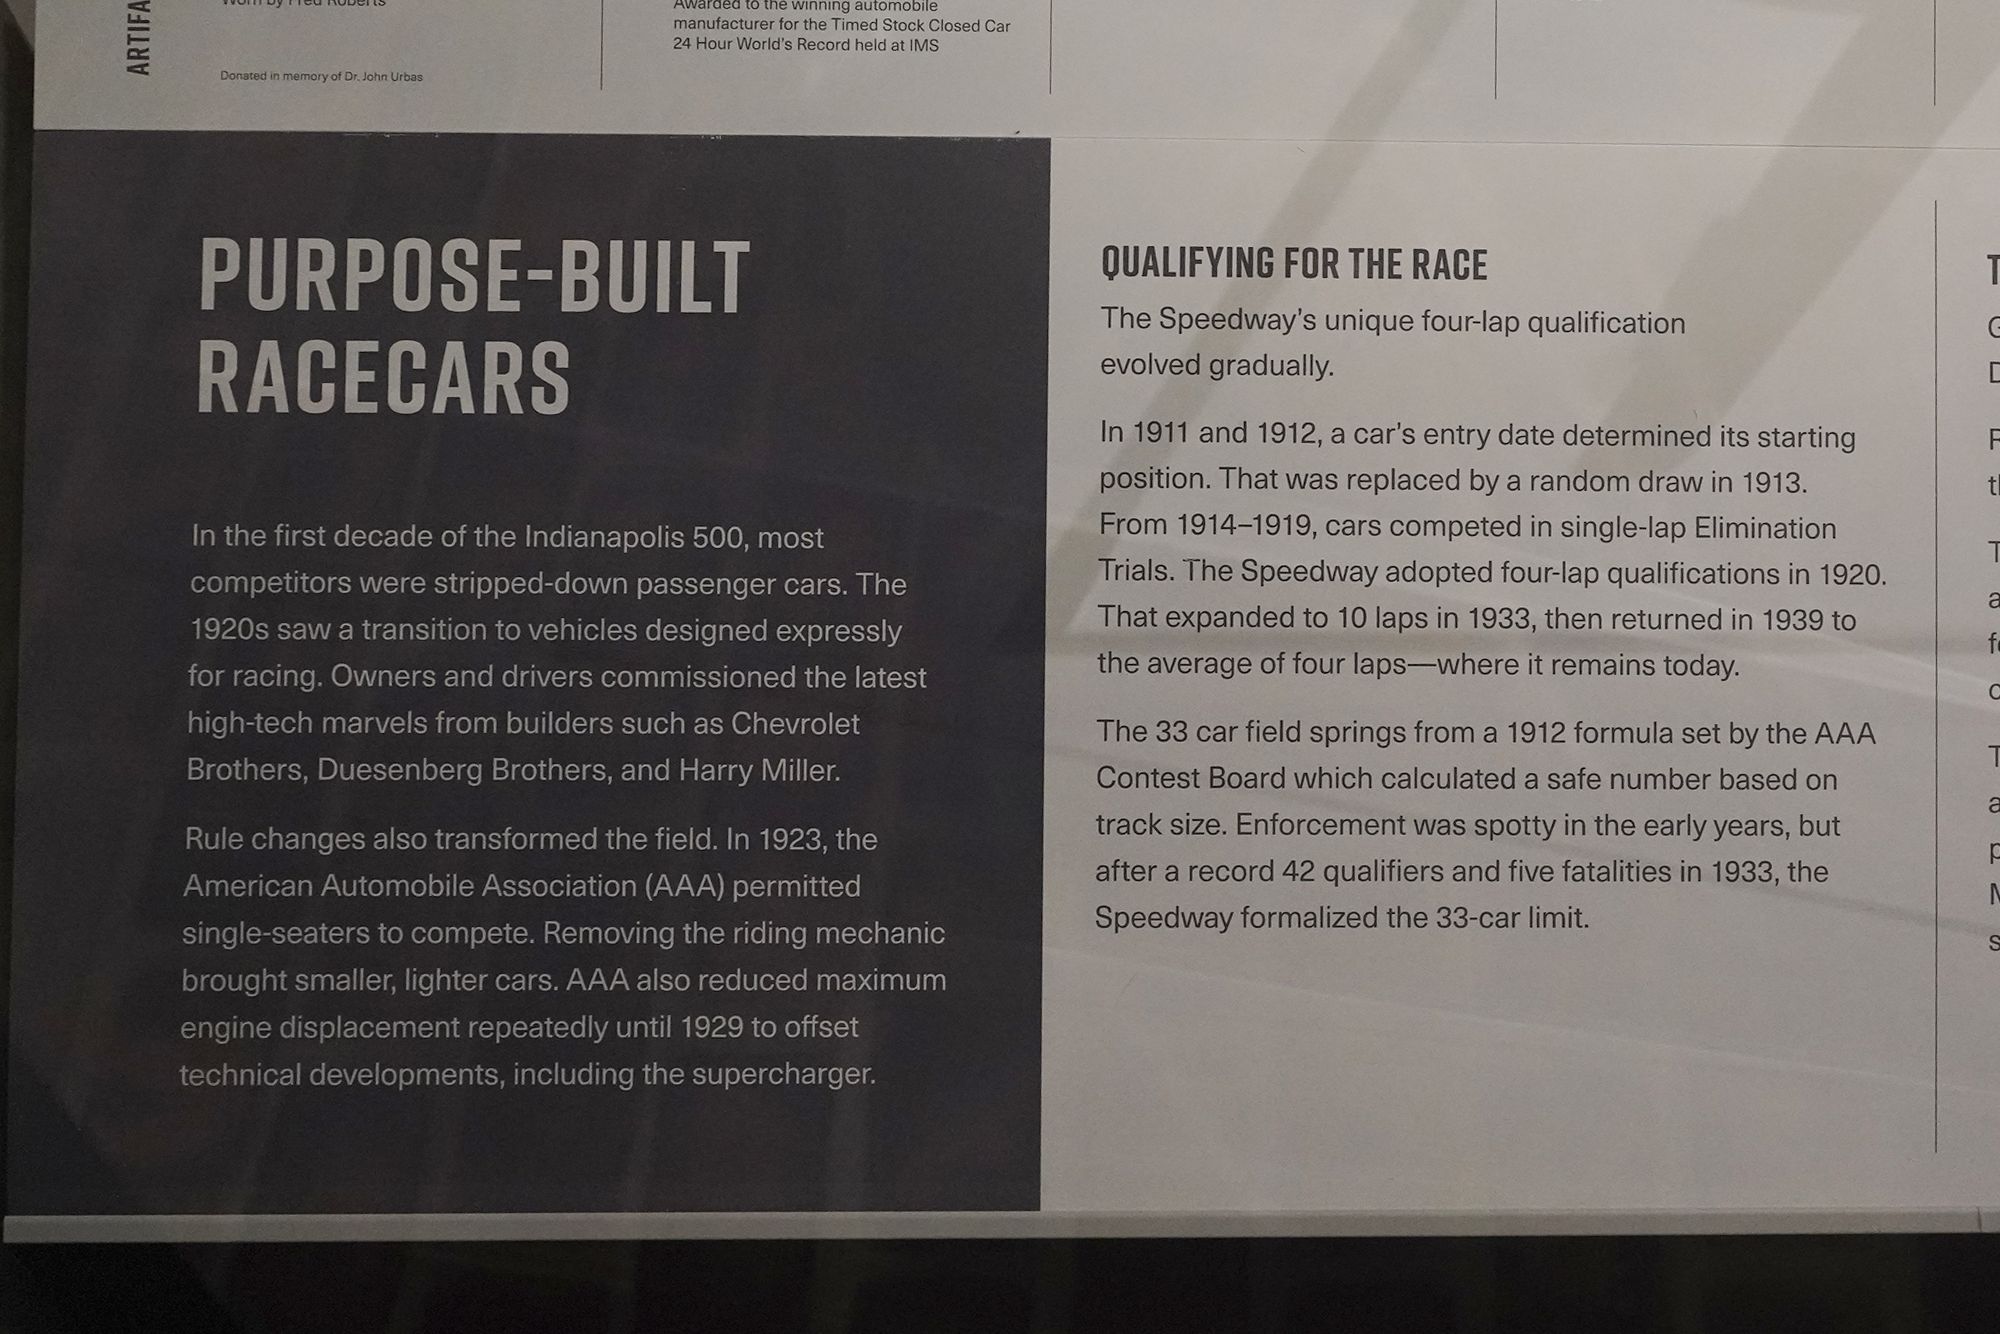 ARTIFA
Worn by Fred Roberts
Donated in memory of Dr. John Urbas
Awarded to the winning automobile
manufacturer for the Timed Stock Closed Car
24 Hour World's Record held at IMS
PURPOSE-BUILT
RACECARS
In the first decade of the Indianapolis 500, most
competitors were stripped-down passenger cars. The
1920s saw a transition to vehicles designed expressly
for racing. Owners and drivers commissioned the latest
high-tech marvels from builders such as Chevrolet
Brothers, Duesenberg Brothers, and Harry Miller.
Rule changes also transformed the field. In 1923, the
American Automobile Association (AAA) permitted
single-seaters to compete. Removing the riding mechanic
brought smaller, lighter cars. AAA also reduced maximum
engine displacement repeatedly until 1929 to offset
technical developments, including the supercharger.
QUALIFYING FOR THE RACE
The Speedway's unique four-lap qualification
evolved gradually.
In 1911 and 1912, a car's entry date determined its starting
position. That was replaced by a random draw in 1913.
From 1914–1919, cars competed in single-lap Elimination
Trials. The Speedway adopted four-lap qualifications in 1920.
That expanded to 10 laps in 1933, then returned in 1939 to
the average of four laps—where it remains today.
The 33 car field springs from a 1912 formula set by the AAA
Contest Board which calculated a safe number based on
track size. Enforcement was spotty in the early years, but
after a record 42 qualifiers and five fatalities in 1933, the
Speedway formalized the 33-car limit.